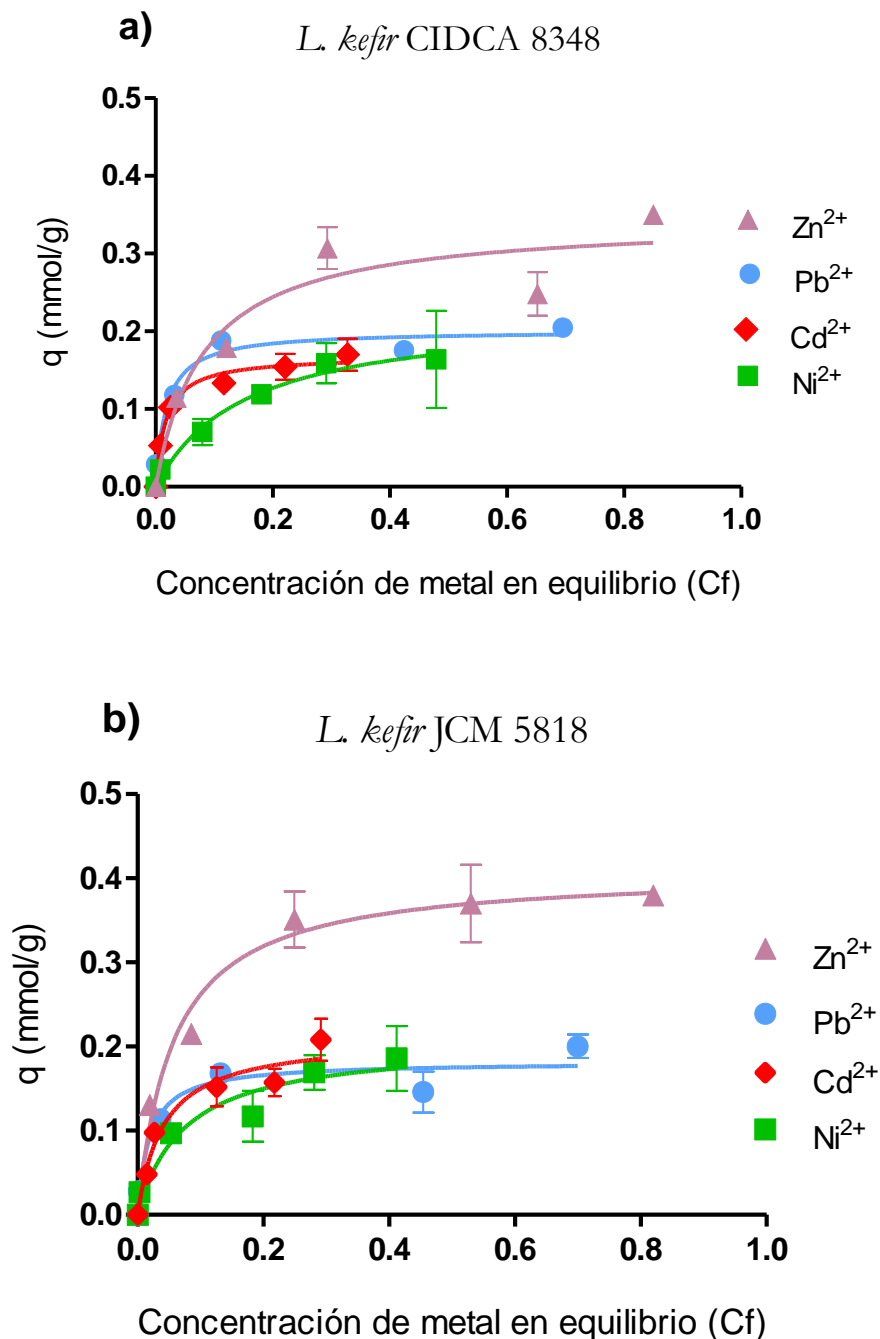 a)
L. kefir CIDCA 8348
0.5
0.4
0.3
0.2
0.1
0.0
q (mmol/g)
0.0 0.2 0.4 0.6 0.8 1.0
Concentración de metal en equilibrio (Cf)
Zn²⁺
Pb²⁺
Cd²⁺
Ni²⁺
b)
L. kefir JCM 5818
0.5
0.4
0.3
0.2
0.1
0.0
q (mmol/g)
0.0 0.2 0.4 0.6 0.8 1.0
Concentración de metal en equilibrio (Cf)
Zn²⁺
Pb²⁺
Cd²⁺
Ni²⁺